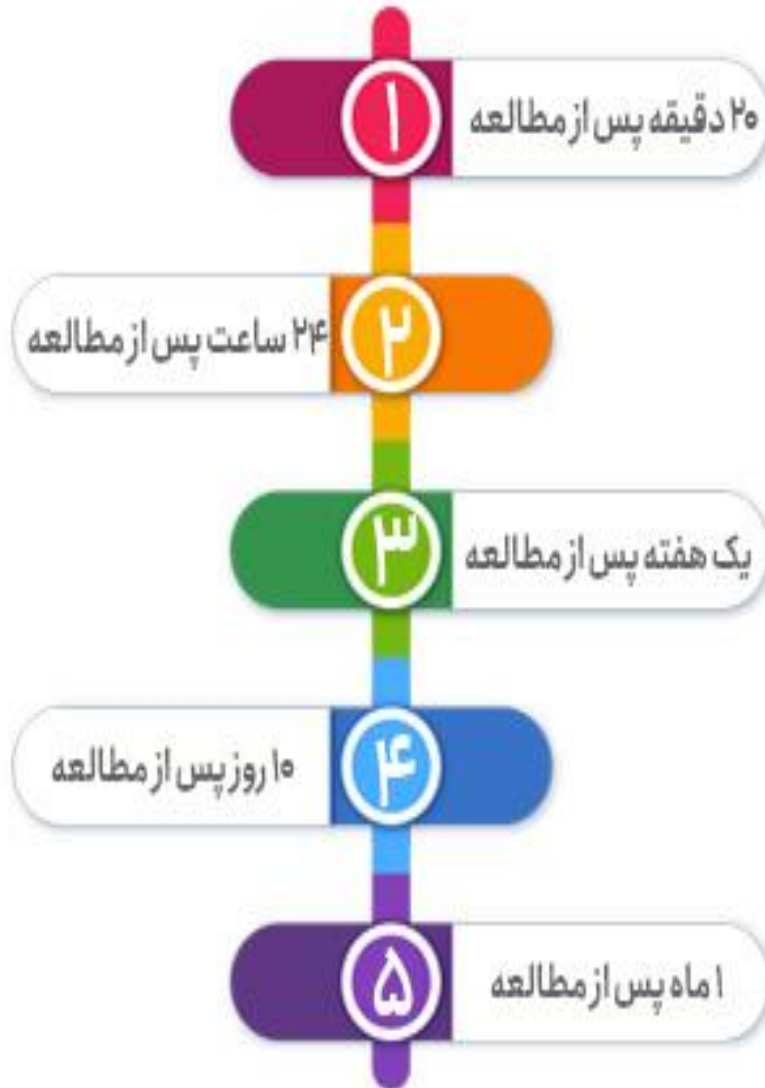 ۱
۲۰ دقیقه پس از مطالعه
۲
۲۴ ساعت پس از مطالعه
۳
یک هفته پس از مطالعه
۴
۱۰ روز پس از مطالعه
۵
۱ ماه پس از مطالعه